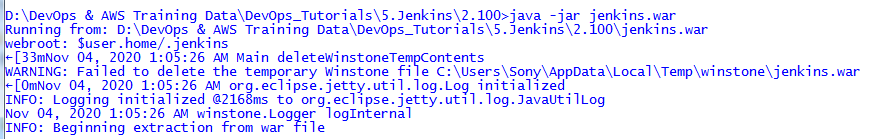 D:\DevOps & AWS Training Data\DevOps_Tutorials\5.Jenkins\2.100>java -jar jenkins.war
Running from: D:\DevOps & AWS Training Data\DevOps_Tutorials\5.Jenkins\2.100\jenkins.war
webroot: $user.home/.jenkins
←[33mNov 04, 2020 1:05:26 AM Main deleteWinstoneTempContents
WARNING: Failed to delete the temporary Winstone file C:\Users\Sony\AppData\Local\Temp\winstone\jenkins.war
←[0mNov 04, 2020 1:05:26 AM org.eclipse.jetty.util.log.Log initialized
INFO: Logging initialized @2168ms to org.eclipse.jetty.util.log.JavaUtilLog
Nov 04, 2020 1:05:26 AM winstone.Logger logInternal
INFO: Beginning extraction from war file